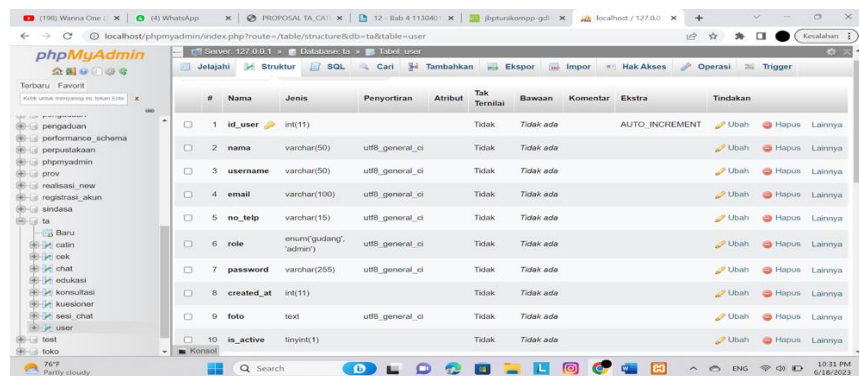 (198) Wanna One (
(4) WhatsApp
PROPOSAL TA_CAT
12 - Bab 4 113040
jbptunikompp-gdl
localhost / 127.0.0
localhost/phpmyadmin/index.php?route=/table/structure&db=ta&table=user
Kesalahan
phpMyAdmin
Terbaru Favorit
Ketik untuk menyaring ini, tekan Enter
X
pengaduan
performance_schema
perpustakaan
phpmyadmin
prov
realisasi_new
registrasi_akun
sindasa
ta
Baru
catin
cek
chat
edukasi
konsultasi
kuesioner
sesi_chat
user
test
toko
Server: 127.0.0.1 » Database: ta » Tabel: user
Jelajahi Struktur SQL Cari Tambahkan Ekspor Impor Hak Akses Operasi Trigger
# Nama Jenis Penyortiran Atribut Tak Ternilai Bawaan Komentar Ekstra Tindakan
1 id_user int(11) Tidak Tidak ada AUTO_INCREMENT Ubah Hapus Lainnya
2 nama varchar(50) utf8_general_ci Tidak Tidak ada Ubah Hapus Lainnya
3 username varchar(50) utf8_general_ci Tidak Tidak ada Ubah Hapus Lainnya
4 email varchar(100) utf8_general_ci Tidak Tidak ada Ubah Hapus Lainnya
5 no_telp varchar(15) utf8_general_ci Tidak Tidak ada Ubah Hapus Lainnya
6 role enum('gudang', 'admin') utf8_general_ci Tidak Tidak ada Ubah Hapus Lainnya
7 password varchar(255) utf8_general_ci Tidak Tidak ada Ubah Hapus Lainnya
8 created_at int(11) Tidak Tidak ada Ubah Hapus Lainnya
9 foto text utf8_general_ci Tidak Tidak ada Ubah Hapus Lainnya
10 is_active tinyint(1) Tidak Tidak ada Ubah Hapus Lainnya
Konsol
76°F
Partly cloudy
Search
ENG
10:31 PM
6/18/2023